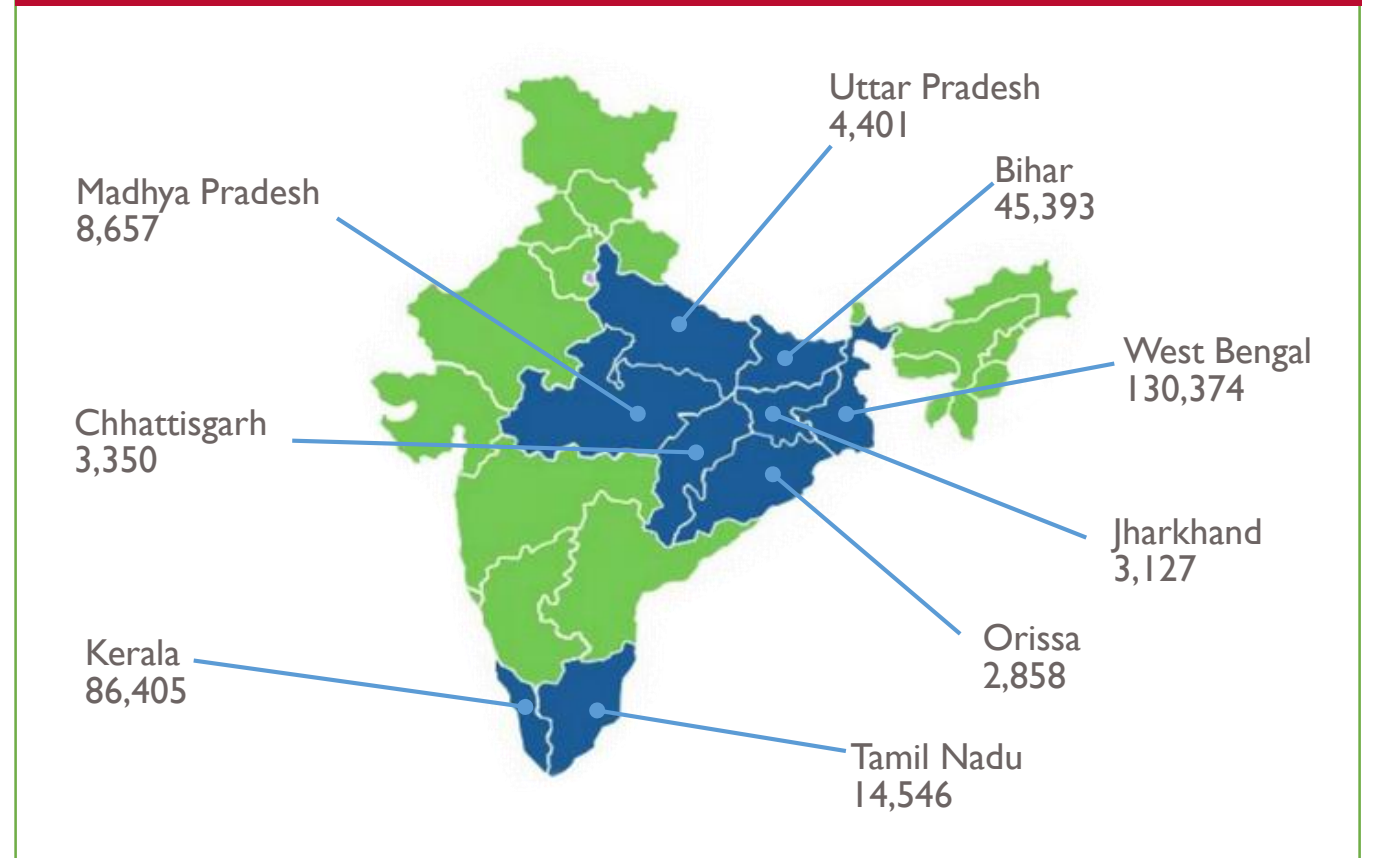 Uttar Pradesh
4,401
Bihar
45,393
Madhya Pradesh
8,657
West Bengal
130,374
Chhattisgarh
3,350
Jharkhand
3,127
Orissa
2,858
Kerala
86,405
Tamil Nadu
14,546